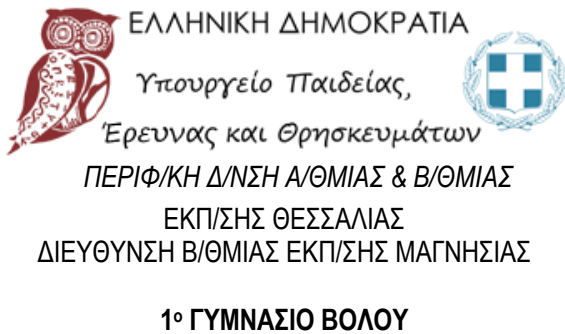 ΕΛΛΗΝΙΚΗ ΔΗΜΟΚΡΑΤΙΑ
Υπουργείο Παιδείας,
Έρευνας και Θρησκευμάτων
ΠΕΡΙΦ/ΚΗ Δ/ΝΣΗ Α/ΘΜΙΑΣ & Β/ΘΜΙΑΣ
ΕΚΠ/ΣΗΣ ΘΕΣΣΑΛΙΑΣ
ΔΙΕΥΘΥΝΣΗ Β/ΘΜΙΑΣ ΕΚΠ/ΣΗΣ ΜΑΓΝΗΣΙΑΣ
1ο ΓΥΜΝΑΣΙΟ ΒΟΛΟΥ